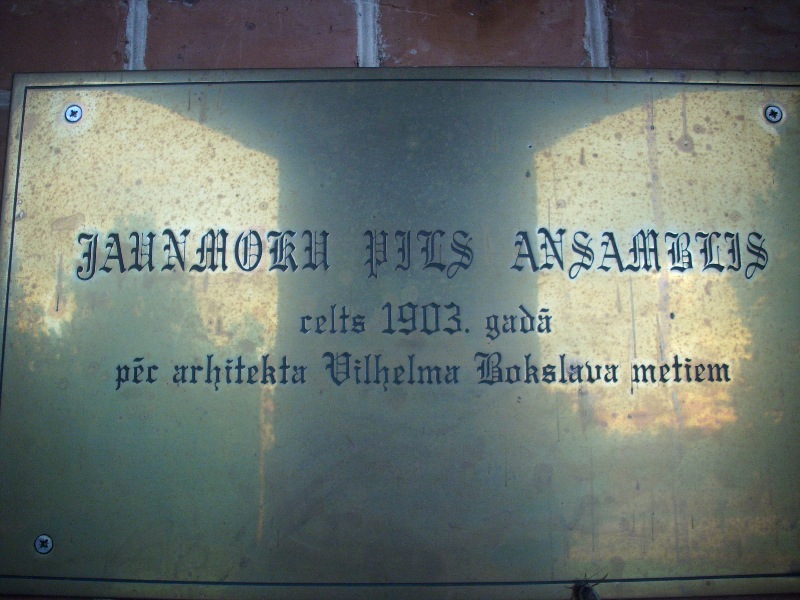 JAUNMOKU PILS ANSAMBLIS
celts 1903. gadā
pēc arhitekta Vilhelma Bokslava metiem